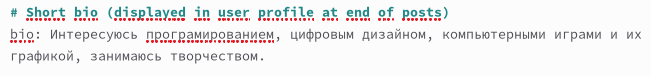 # Short bio (displayed in user profile at end of posts)
bio: Интересуюсь програмированием, цифровым дизайном, компьютерными играми и их
графикой, занимаюсь творчеством.